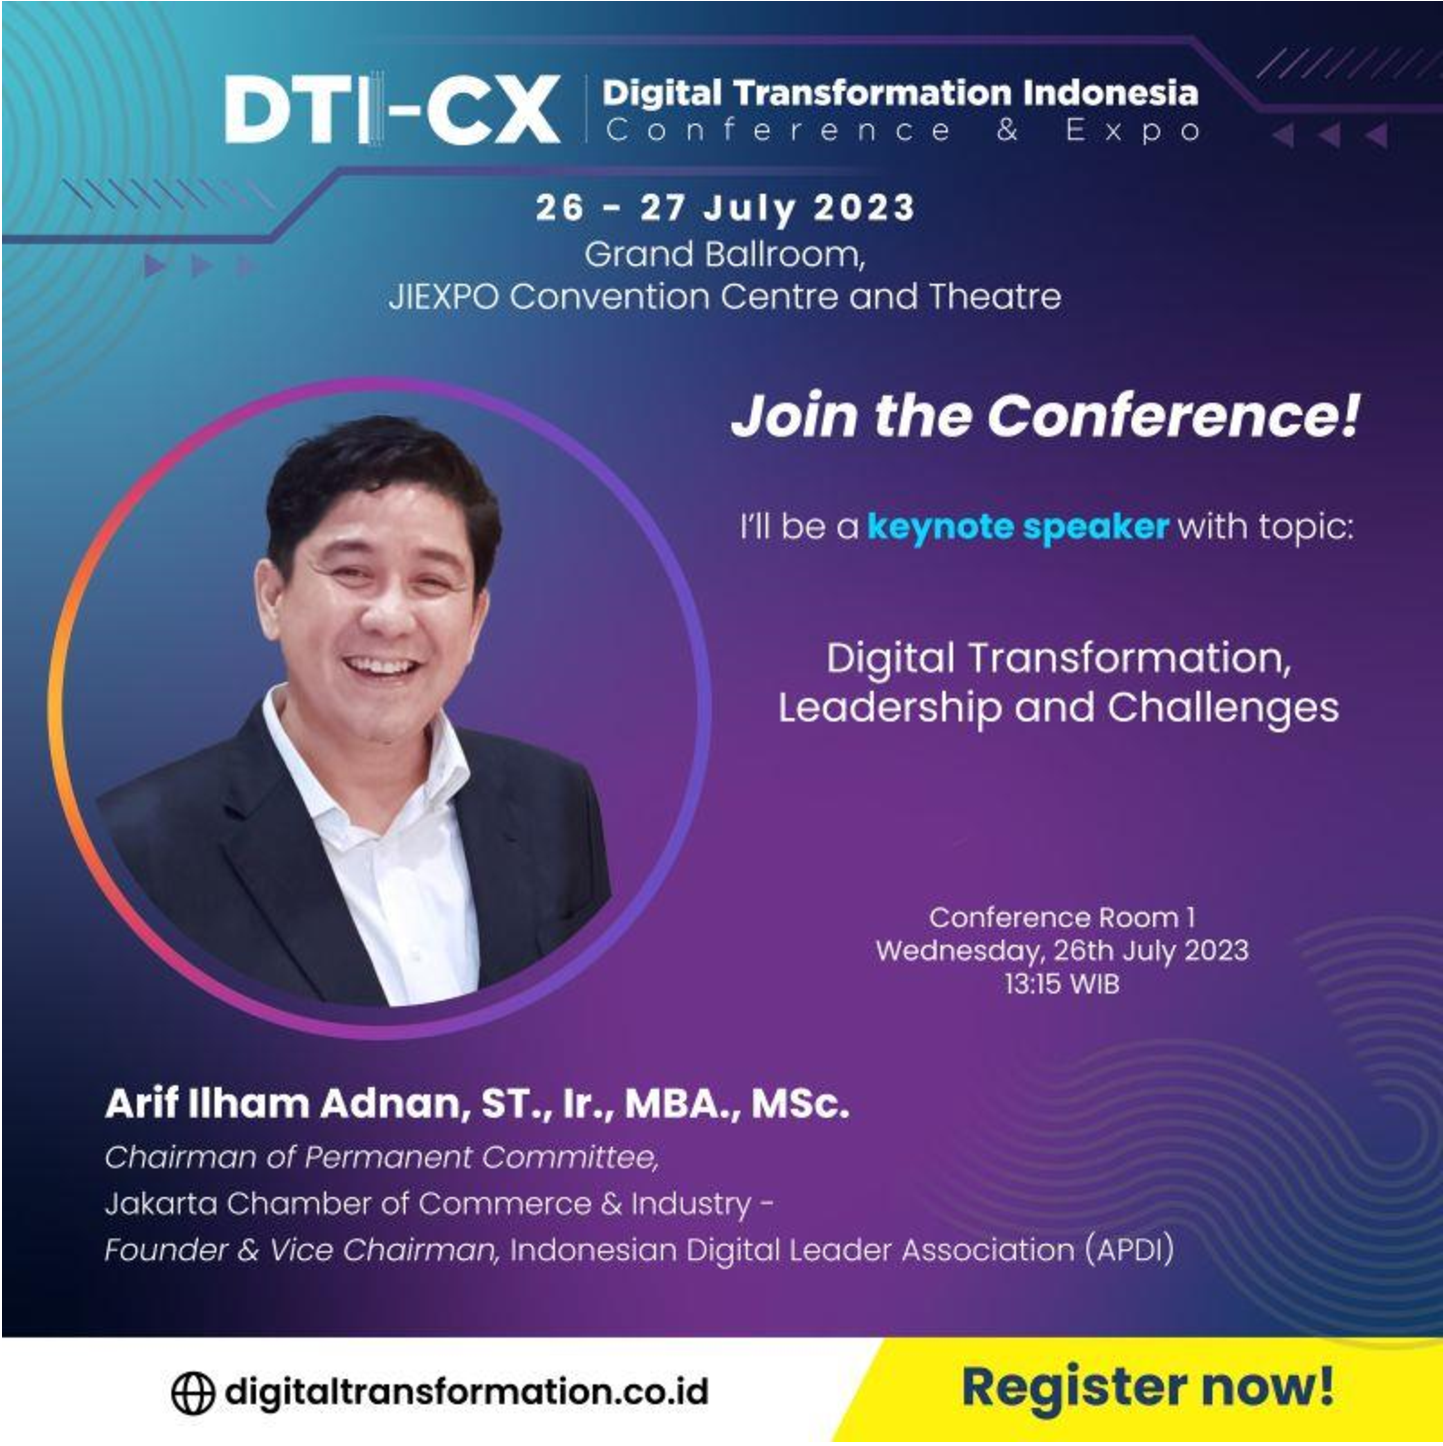 DTI-CX
Digital Transformation Indonesia
Conference & Expo
26 - 27 July 2023
Grand Ballroom,
JIEXPO Convention Centre and Theatre
Join the Conference!
I'll be a keynote speaker with topic:
Digital Transformation,
Leadership and Challenges
Conference Room 1
Wednesday, 26th July 2023
13:15 WIB
Arif Ilham Adnan, ST., Ir., MBA., MSc.
Chairman of Permanent Committee,
Jakarta Chamber of Commerce & Industry -
Founder & Vice Chairman, Indonesian Digital Leader Association (APDI)
digitaltransformation.co.id
Register now!